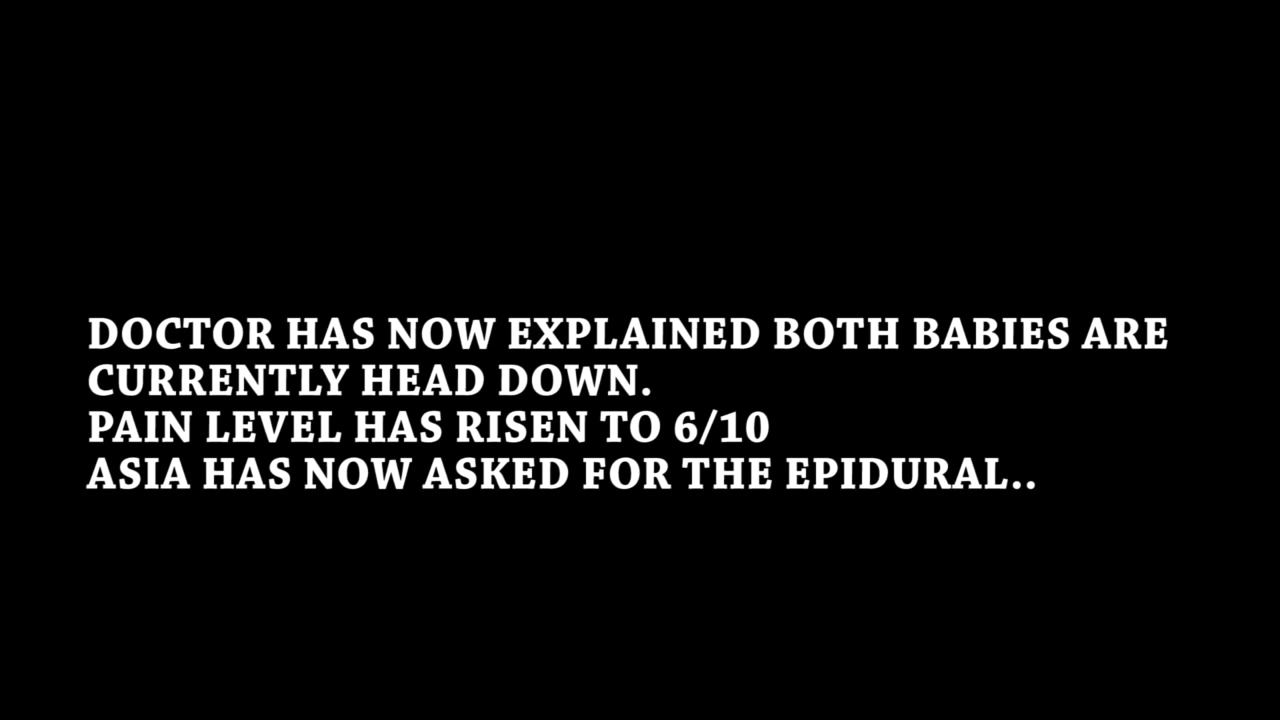 DOCTOR HAS NOW EXPLAINED BOTH BABIES ARE
CURRENTLY HEAD DOWN.
PAIN LEVEL HAS RISEN TO 6/10
ASIA HAS NOW ASKED FOR THE EPIDURAL..